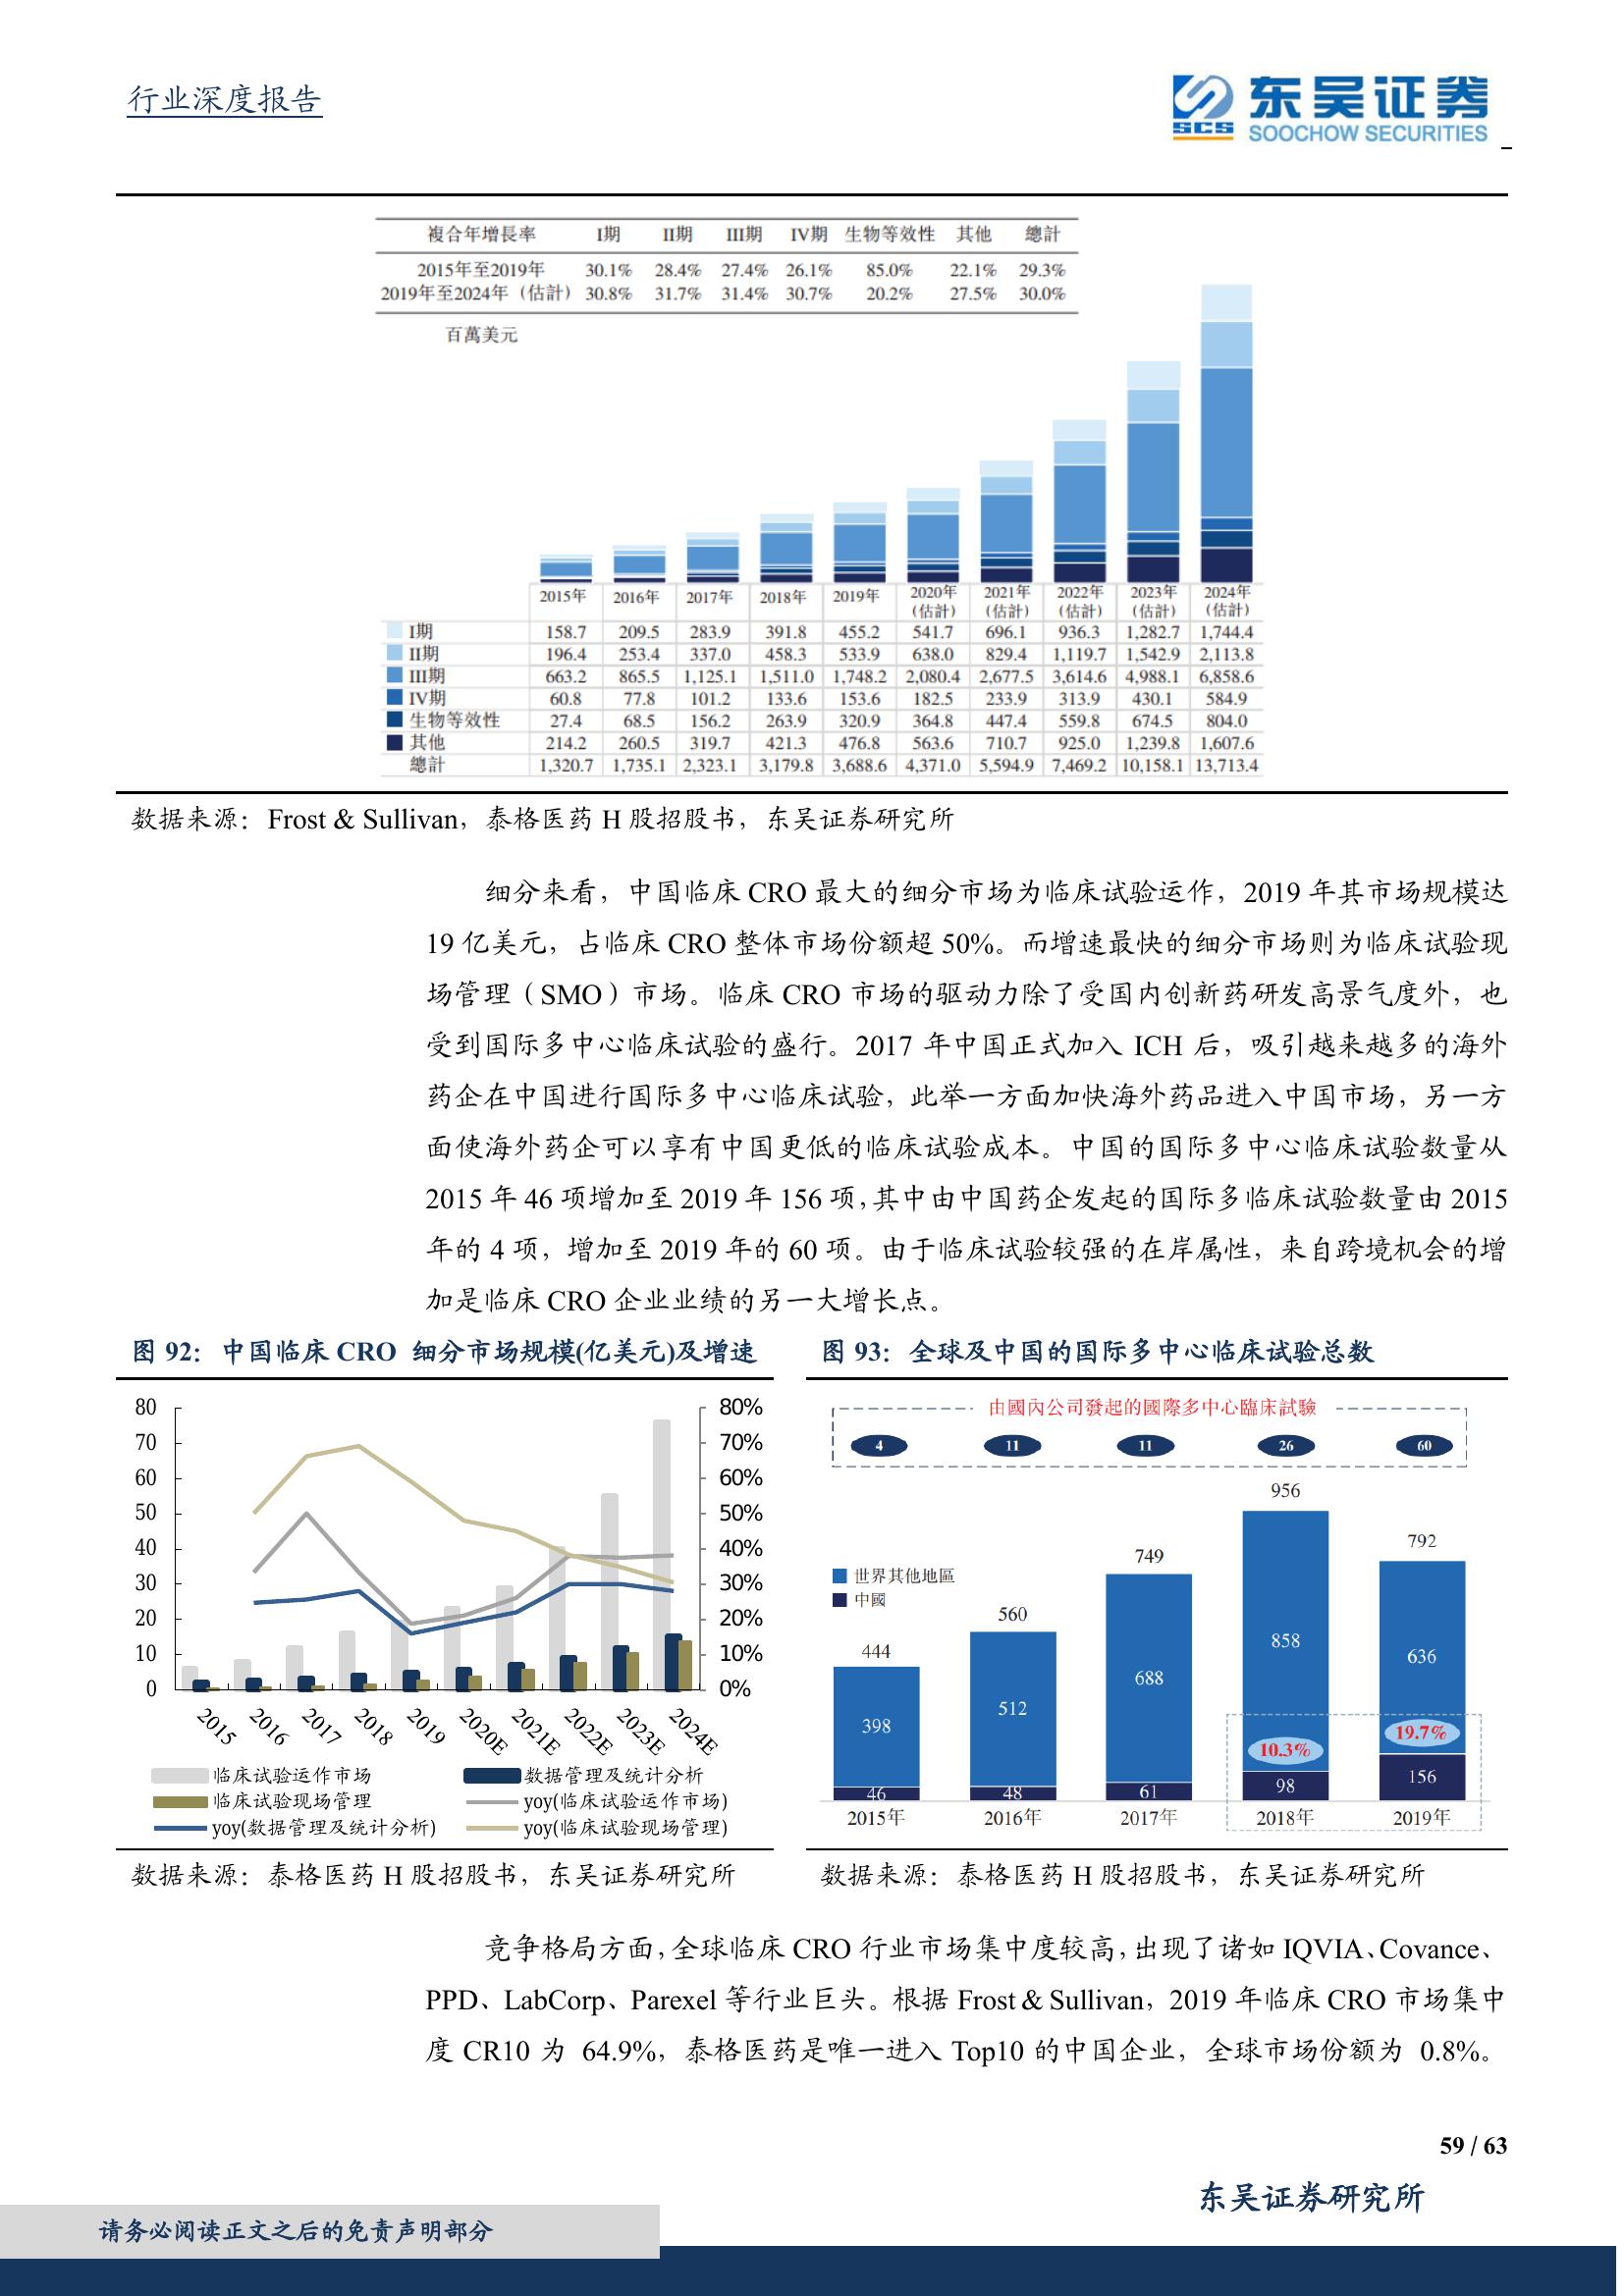 行业深度报告
SCS 东吴证券
SOOCHOW SECURITIES
複合年增長率 I期 II期 III期 IV期 生物等效性 其他 總計
2015年至2019年 30.1% 28.4% 27.4% 26.1% 85.0% 22.1% 29.3%
2019年至2024年（估計） 30.8% 31.7% 31.4% 30.7% 20.2% 27.5% 30.0%
百萬美元
2015年 2016年 2017年 2018年 2019年 2020年（估計） 2021年（估計） 2022年（估計） 2023年（估計） 2024年（估計）
I期 158.7 209.5 283.9 391.8 455.2 541.7 696.1 936.3 1,282.7 1,744.4
II期 196.4 253.4 337.0 458.3 533.9 638.0 829.4 1,119.7 1,542.9 2,113.8
III期 663.2 865.5 1,125.1 1,511.0 1,748.2 2,080.4 2,677.5 3,614.6 4,988.1 6,858.6
IV期 60.8 77.8 101.2 133.6 153.6 182.5 233.9 313.9 430.1 584.9
生物等效性 27.4 68.5 156.2 263.9 320.9 364.8 447.4 559.8 674.5 804.0
其他 214.2 260.5 319.7 421.3 476.8 563.6 710.7 925.0 1,239.8 1,607.6
總計 1,320.7 1,735.1 2,323.1 3,179.8 3,688.6 4,371.0 5,594.9 7,469.2 10,158.1 13,713.4
数据来源：Frost & Sullivan，泰格医药 H 股招股书，东吴证券研究所
细分来看，中国临床 CRO 最大的细分市场为临床试验运作，2019 年其市场规模达
19 亿美元，占临床 CRO 整体市场份额超 50%。而增速最快的细分市场则为临床试验现
场管理（SMO）市场。临床 CRO 市场的驱动力除了受国内创新药研发高景气度外，也
受到国际多中心临床试验的盛行。2017 年中国正式加入 ICH 后，吸引越来越多的海外
药企在中国进行国际多中心临床试验，此举一方面加快海外药品进入中国市场，另一方
面使海外药企可以享有中国更低的临床试验成本。中国的国际多中心临床试验数量从
2015 年 46 项增加至 2019 年 156 项，其中由中国药企发起的国际多临床试验数量由 2015
年的 4 项，增加至 2019 年的 60 项。由于临床试验较强的在岸属性，来自跨境机会的增
加是临床 CRO 企业业绩的另一大增长点。
图 92：中国临床 CRO 细分市场规模(亿美元)及增速
80 80%
70 70%
60 60%
50 50%
40 40%
30 30%
20 20%
10 10%
0 0%
2015 2016 2017 2018 2019 2020E 2021E 2022E 2023E 2024E
临床试验运作市场 数据管理及统计分析
临床试验现场管理 yoy(临床试验运作市场)
yoy(数据管理及统计分析) yoy(临床试验现场管理)
数据来源：泰格医药 H 股招股书，东吴证券研究所
图 93：全球及中国的国际多中心临床试验总数
由國內公司發起的國際多中心臨床試驗
4 11 11 26 60
世界其他地區
中國
444 560 749 956 792
398 512 688 858 636
10.3% 19.7%
46 48 61 98 156
2015年 2016年 2017年 2018年 2019年
数据来源：泰格医药 H 股招股书，东吴证券研究所
竞争格局方面，全球临床 CRO 行业市场集中度较高，出现了诸如 IQVIA、Covance、
PPD、LabCorp、Parexel 等行业巨头。根据 Frost & Sullivan，2019 年临床 CRO 市场集中
度 CR10 为 64.9%，泰格医药是唯一进入 Top10 的中国企业，全球市场份额为 0.8%。
59 / 63
东吴证券研究所
请务必阅读正文之后的免责声明部分